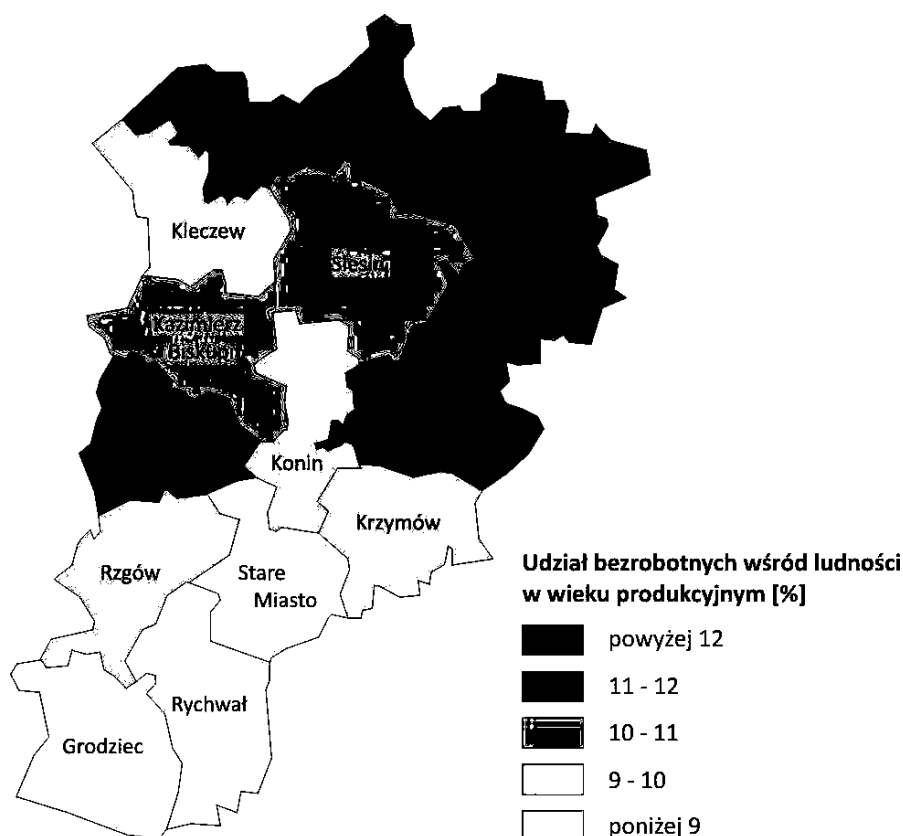 Kleczew
Ślesin
Kazimierz
Biskupi
Konin
Krzymów
Rzgów
Stare
Miasto
Rychwał
Grodziec
Udział bezrobotnych wśród ludności
w wieku produkcyjnym [%]
powyżej 12
11 - 12
10 - 11
9 - 10
poniżej 9